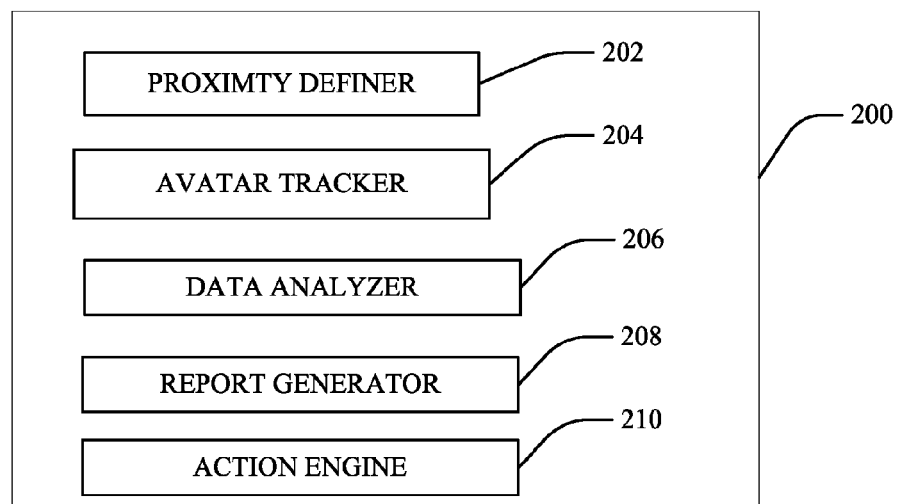 PROXIMTY DEFINER
202
200
204
AVATAR TRACKER
206
DATA ANALYZER
208
REPORT GENERATOR
210
ACTION ENGINE